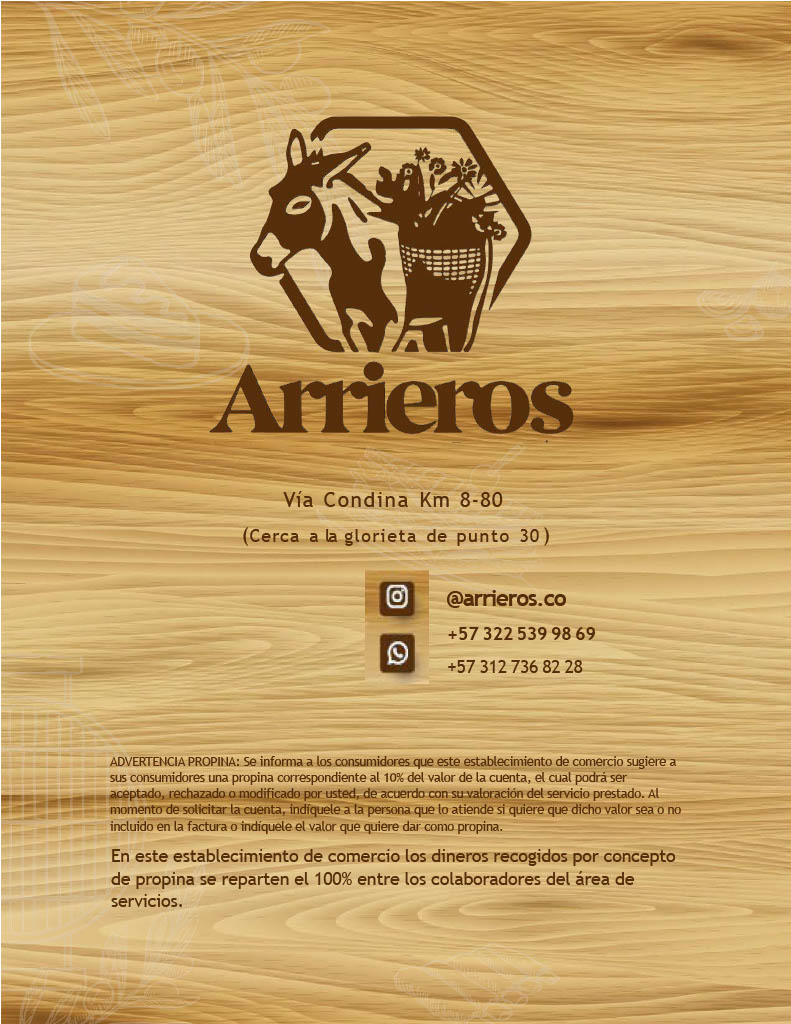 Arrieros
Vía Condina Km 8-80
(Cerca a la glorieta de punto 30)
@arrieros.co
+57 322 539 98 69
+57 312 736 82 28
ADVERTENCIA PROPINA: Se informa a los consumidores que este establecimiento de comercio sugiere a
sus consumidores una propina correspondiente al 10% del valor de la cuenta, el cual podrá ser
aceptado, rechazado o modificado por usted, de acuerdo con su valoración del servicio prestado. Al
momento de solicitar la cuenta, indíquele a la persona que lo atiende si quiere que dicho valor sea o no
incluido en la factura o indíquele el valor que quiere dar como propina.
En este establecimiento de comercio los dineros recogidos por concepto
de propina se reparten el 100% entre los colaboradores del área de
servicios.